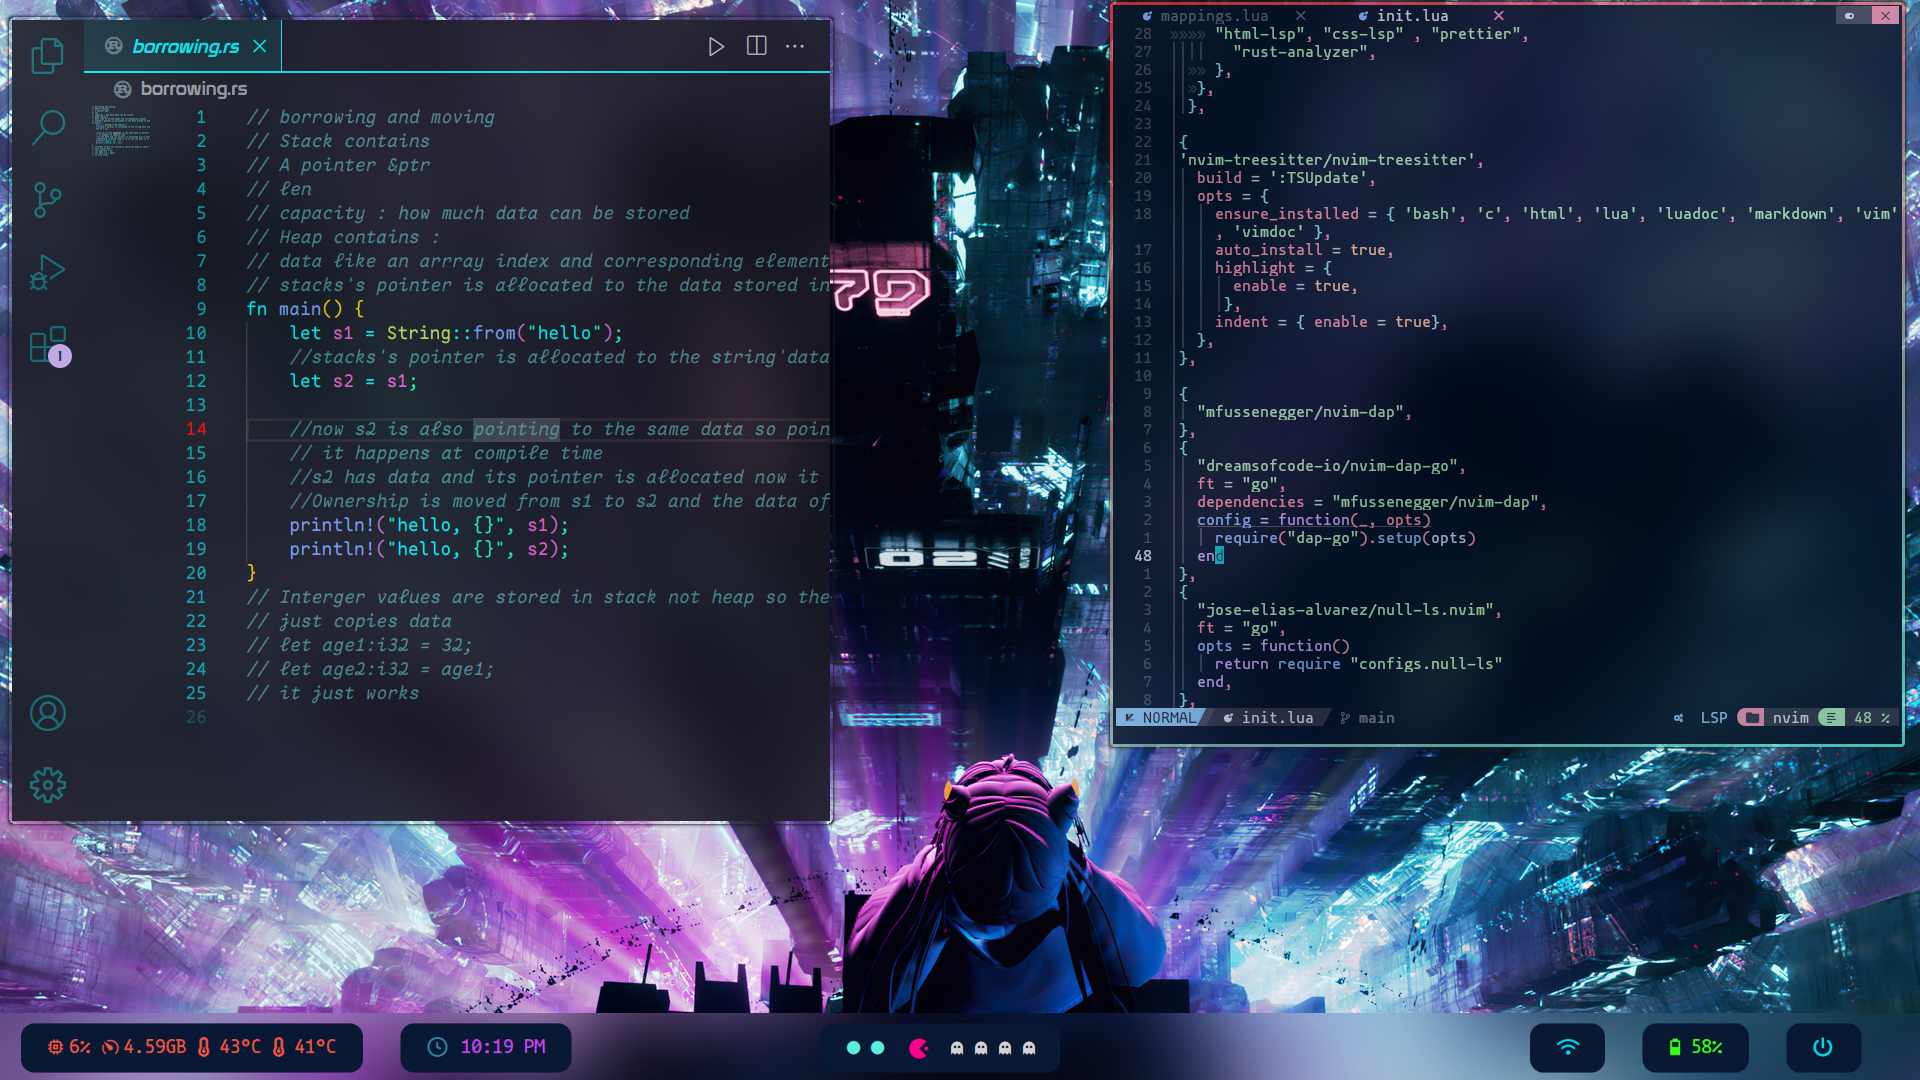 borrowing.rs
borrowing.rs
1 // borrowing and moving
2 // Stack contains
3 // A pointer &ptr
4 // len
5 // capacity : how much data can be stored
6 // Heap contains :
7 // data like an arrray index and corresponding element
8 // stacks's pointer is allocated to the data stored in
9 fn main() {
10 let s1 = String::from("hello");
11 //stacks's pointer is allocated to the string'data
12 let s2 = s1;
13
14 //now s2 is also pointing to the same data so poin
15 // it happens at compile time
16 //s2 has data and its pointer is allocated now it
17 //Ownership is moved from s1 to s2 and the data of
18 println!("hello, {}", s1);
19 println!("hello, {}", s2);
20 }
21 // Interger values are stored in stack not heap so the
22 // just copies data
23 // let age1:i32 = 32;
24 // let age2:i32 = age1;
25 // it just works
26
1
mappings.lua init.lua
28 "html-lsp", "css-lsp" , "prettier",
27 "rust-analyzer",
26 },
25 },
24 },
23
22 {
21 'nvim-treesitter/nvim-treesitter',
20 build = ':TSUpdate',
19 opts = {
18 ensure_installed = { 'bash', 'c', 'html', 'lua', 'luadoc', 'markdown', 'vim'
, 'vimdoc' },
17 auto_install = true,
16 highlight = {
15 enable = true,
14 },
13 indent = { enable = true},
12 },
11 },
10
9 {
8 "mfussenegger/nvim-dap",
7 },
6 {
5 "dreamsofcode-io/nvim-dap-go",
4 ft = "go",
3 dependencies = "mfussenegger/nvim-dap",
2 config = function(_, opts)
1 require("dap-go").setup(opts)
48 end
1 },
2 {
3 "jose-elias-alvarez/null-ls.nvim",
4 ft = "go",
5 opts = function()
6 return require "configs.null-ls"
7 end,
8 },
NORMAL init.lua main LSP nvim 48 %
02
6% 4.59GB 43°C 41°C
10:19 PM
58%